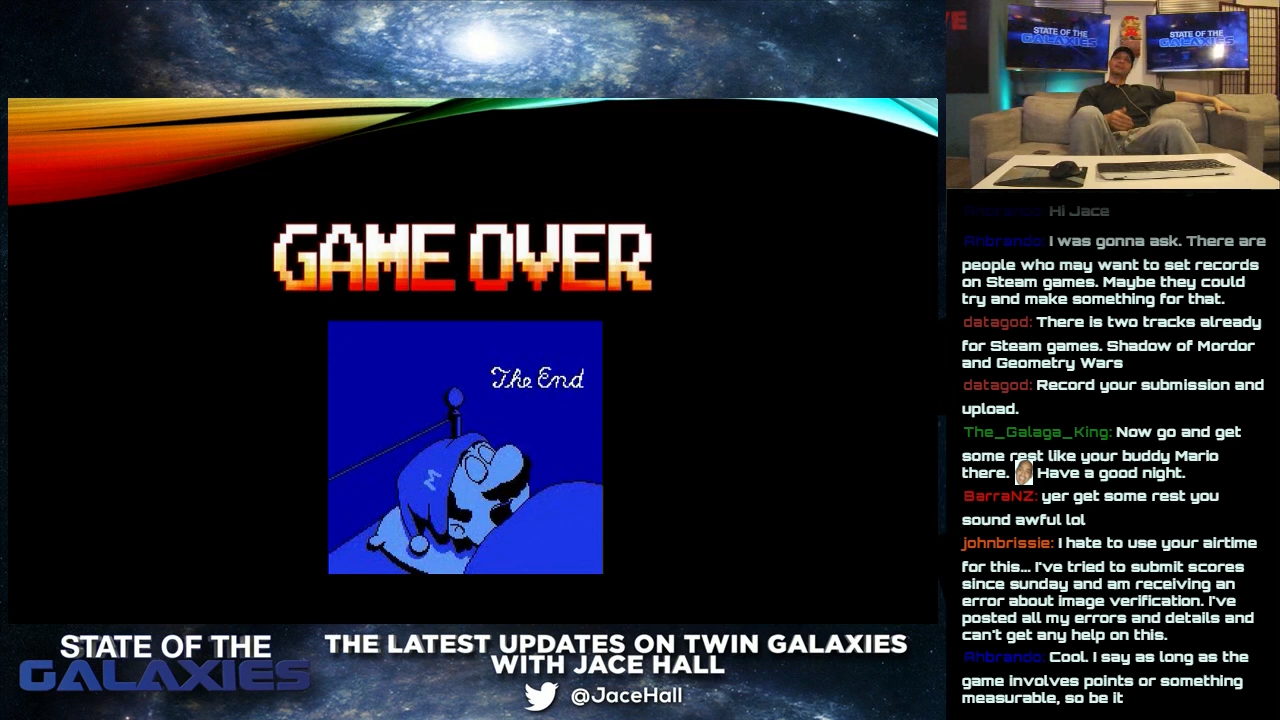 STATE OF THE
GALAXIES
STATE OF THE
GALAXIES
GAME OVER
The End
M
Hi Jace
Ahbrando: I was gonna ask. There are
people who may want to set records
on Steam games. Maybe they could
try and make something for that.
datagod: There is two tracks already
for Steam games. Shadow of Mordor
and Geometry Wars
datagod: Record your submission and
upload.
The_Galaga_King: Now go and get
some rest like your buddy Mario
there. Have a good night.
BarraNZ: yer get some rest you
sound awful lol
johnbrissie: I hate to use your airtime
for this... I've tried to submit scores
since sunday and am receiving an
error about image verification. I've
posted all my errors and details and
can't get any help on this.
Ahbrando: Cool. I say as long as the
game involves points or something
measurable, so be it
STATE OF THE
GALAXIES
THE LATEST UPDATES ON TWIN GALAXIES
WITH JACE HALL
@JaceHall